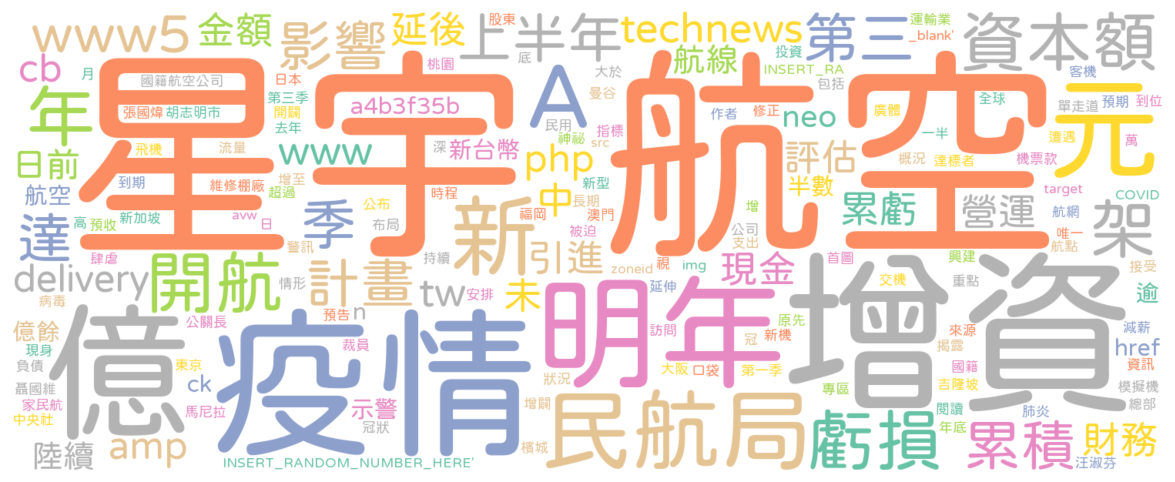 星宇航空
疫情
增資
億
明年
民航局
新
元
開航
虧損
累積
計畫
季
達
年
A
架
www5
金額
影響
延後
上半年
technews
第三
資本額
cb
航線
neo
www
php
中
評估
半數
累虧
營運
日前
航空
新台幣
a4b3f35b
delivery
tw
未
引進
現金
財務
amp
陸續
億餘
ck
示警
n
href
逾
股東
_blank'
運輸業
底
投資
INSERT_RA
大於
包括
客機
月
國籍航空公司
日本
桃園
曼谷
第三季
張國煒
胡志明市
開闢
去年
民用
神祕
指標
src
作者
修正
廣體
全球
一半
單走道
預期
到位
遭遇
萬
飛機
流量
深
新型
概況
達標者
機票款
到期
維修棚廠
增至
超過
時程
長期
target
COVID
高
預收
新加坡
avw
日
公布
布局
福岡
澳門
增
公司
支出
航網
唯一
航點
肆虐
警訊
持續
被迫
zoneid
視
img
首圖
興建
接受
病毒
情形
安排
延伸
交機
重點
公關長
預告
裁員
訪問
原先
冠
新機
來源
減薪
現身
負債
東京
狀況
大阪
口袋
第一季
揭露
國籍
資訊
聶國維
家民航
中央社
馬尼拉
冠狀
增闢
檳城
專區
吉隆坡
模擬機
總部
閱讀
年底
肺炎
汪淑芬
INSERT_RANDOM_NUMBER_HERE'